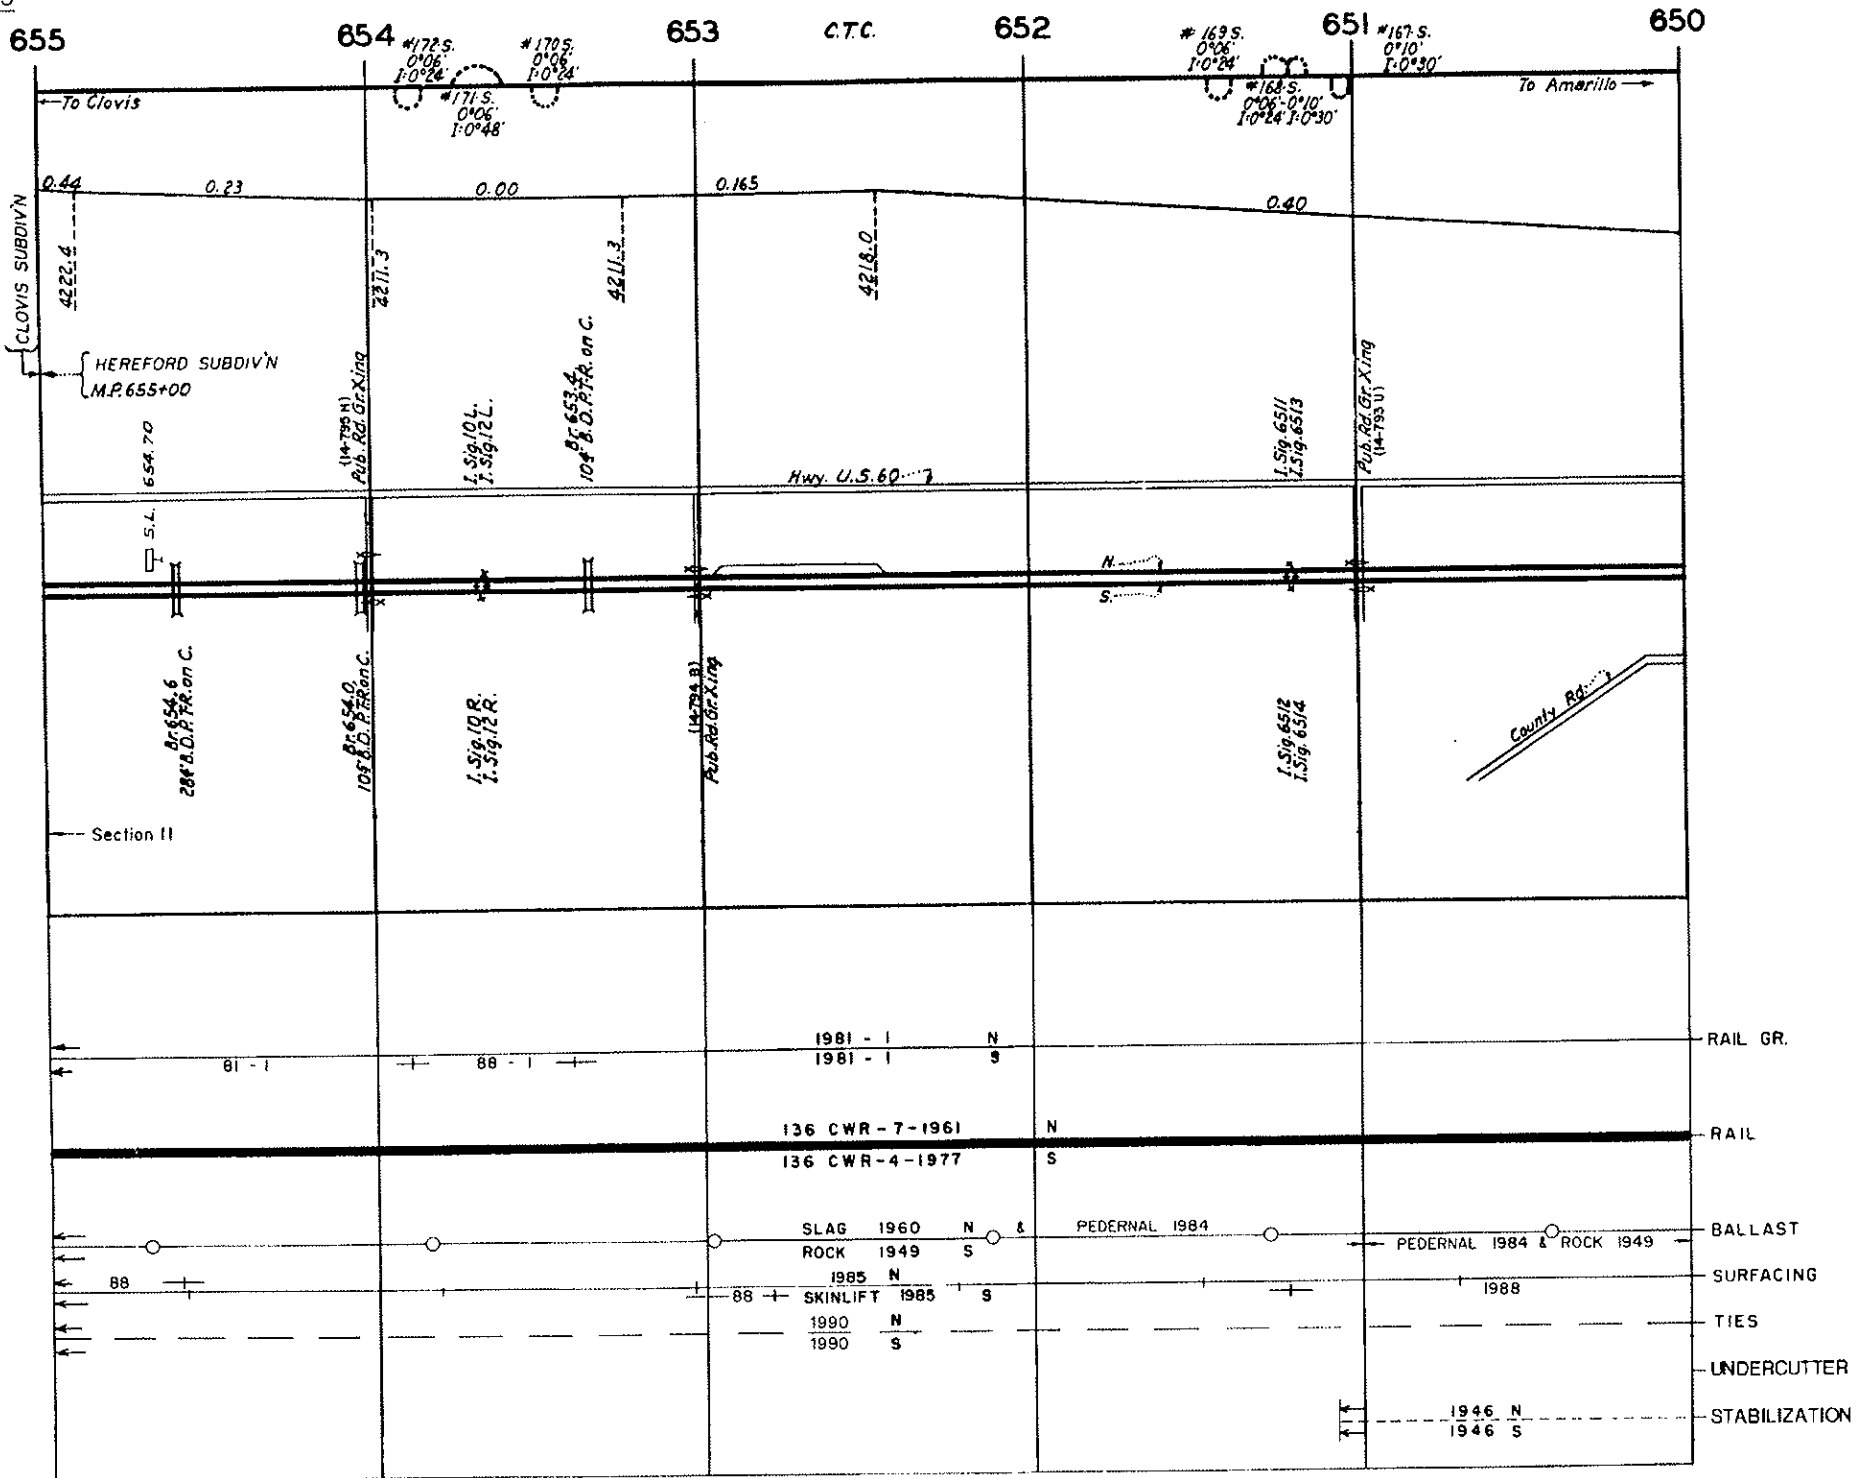 655
654
653
C.T.C.
652
651
650
#172-S.
0°06'
I:0°24'
#170S.
0°06'
I:0°24'
#171-S.
0°06'
I:0°48'
#169S.
0°06'
I:0°24'
#168-S.
0°06'-0°10'
I:0°24' I:0°30'
#167-S.
0°10'
I:0°30'
←To Clovis
To Amarillo→
0.44
0.23
0.00
0.165
0.40
4222.4
4211.3
4211.3
4218.0
CLOVIS SUBDIV'N
HEREFORD SUBDIV'N
M.P. 655+00
S.L. 654.70
(14-795 H)
Pub. Rd. Gr. Xing
I. Sig. 10 L.
I. Sig. 12 L.
Br. 653.4
104' B.D.P.T-R. on C.
Hwy. U.S. 60
I. Sig. 6511
I. Sig. 6513
Pub. Rd. Gr. Xing
(14-793 U)
N.
S.
Br. 654.6
284' B.D.P.T-R. on C.
Br. 654.0
105' B.D.P.T-R. on C.
I. Sig. 10 R.
I. Sig. 12 R.
(14-794 B)
Pub. Rd. Gr. Xing
I. Sig. 6512
I. Sig. 6514
County Rd.
Section 11
1981 - 1 N
1981 - 1 S
81 - 1
88 - 1
RAIL GR.
136 CWR-7-1961 N
136 CWR-4-1977 S
RAIL
SLAG 1960 N & PEDERNAL 1984
ROCK 1949 S
PEDERNAL 1984 & ROCK 1949
BALLAST
88
1985 N
88
SKINLIFT 1985 S
1988
SURFACING
1990 N
1990 S
TIES
UNDERCUTTER
1946 N
1946 S
STABILIZATION